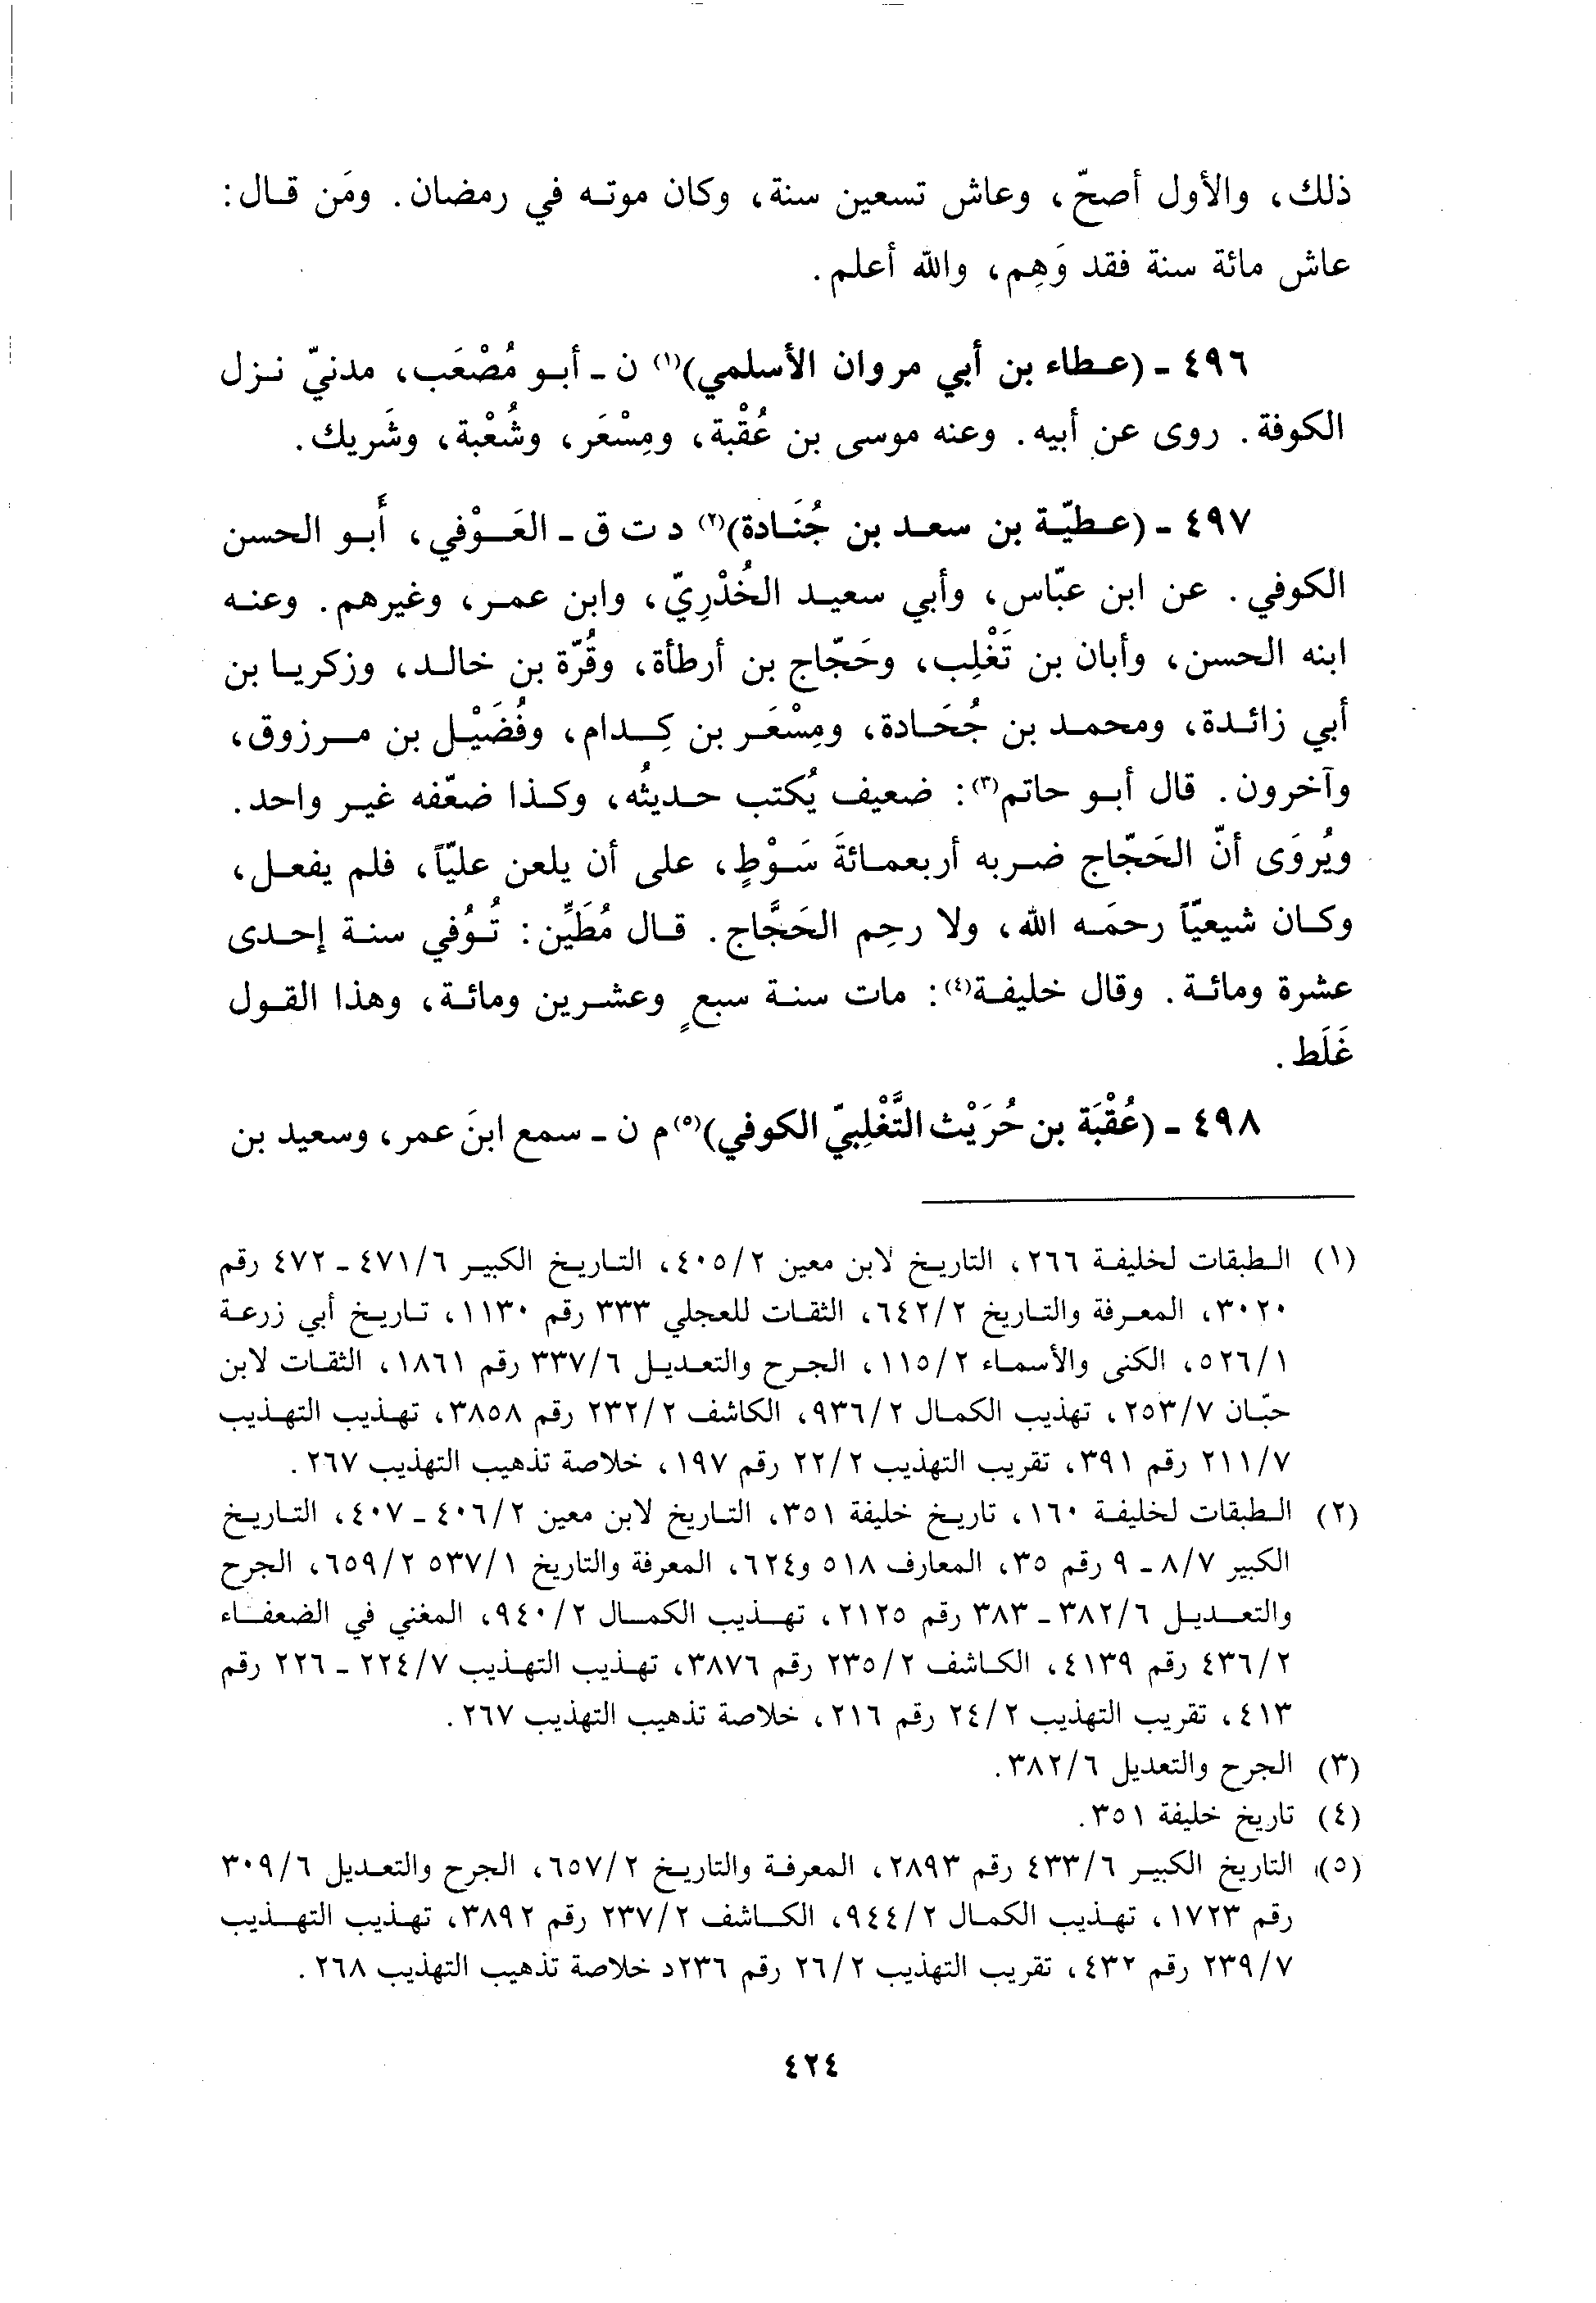 ذلك، والأول أصحّ، وعاش تسعين سنة، وكان موته في رمضان. ومَن قال:
عاش مائة سنة فقد وَهِم، والله أعلم.
٤٩٦ - (عطاء بن أبي مروان الأسلمي)(١) ن - أبو مُصْعَب، مدنيّ نزل
الكوفة. روى عن أبيه. وعنه موسى بن عُقْبة، ومِسْعَر، وشُعْبة، وشَريك.
٤٩٧ - (عطيّة بن سعد بن جُنَادة)(٢) د ت ق - العَوْفي، أَبو الحسن
الكوفي. عن ابن عبّاس، وأبي سعيد الخُدْرِيّ، وابن عمر، وغيرهم. وعنه
ابنه الحسن، وأبان بن تَغْلِب، وحَجّاج بن أرطأة، وقُرّة بن خالد، وزكريا بن
أبي زائدة، ومحمد بن جُحَادة، ومِسْعَر بن كِدام، وفُضَيْل بن مرزوق،
وآخرون. قال أبو حاتم(٣): ضعيف يُكتب حديثُه، وكذا ضعّفه غير واحد.
ويُروَى أنّ الحَجّاج ضربه أربعمائةَ سَوْطٍ، على أن يلعن عليّاً، فلم يفعل،
وكان شيعيّاً رحمَه الله، ولا رحِم الحَجَّاج. قال مُطَيِّن: تُوُفي سنة إحدى
عشرة ومائة. وقال خليفة(٤): مات سنة سبعٍ وعشرين ومائة، وهذا القول
غَلَط.
٤٩٨ - (عُقْبَة بن حُرَيْث التَّغْلِبيّ الكوفي)(٥) م ن - سمع ابنَ عمر، وسعيد بن
(١) الطبقات لخليفة ٢٦٦، التاريخ لابن معين ٤٠٥/٢، التاريخ الكبير ٤٧١/٦ - ٤٧٢ رقم
٣٠٢٠، المعرفة والتاريخ ٦٤٢/٢، الثقات للعجلي ٣٣٣ رقم ١١٣٠، تاريخ أبي زرعة
٥٢٦/١، الكنى والأسماء ١١٥/٢، الجرح والتعديل ٣٣٧/٦ رقم ١٨٦١، الثقات لابن
حبّان ٢٥٣/٧، تهذيب الكمال ٩٣٦/٢، الكاشف ٢٣٢/٢ رقم ٣٨٥٨، تهذيب التهذيب
٢١١/٧ رقم ٣٩١، تقريب التهذيب ٢٢/٢ رقم ١٩٧، خلاصة تذهيب التهذيب ٢٦٧.
(٢) الطبقات لخليفة ١٦٠، تاريخ خليفة ٣٥١، التاريخ لابن معين ٤٠٦/٢ - ٤٠٧، التاريخ
الكبير ٨/٧ - ٩ رقم ٣٥، المعارف ٥١٨ و٦٢٤، المعرفة والتاريخ ٥٣٧/١ ٦٥٩/٢، الجرح
والتعديل ٣٨٢/٦ - ٣٨٣ رقم ٢١٢٥، تهذيب الكمال ٩٤٠/٢، المغني في الضعفاء
٤٣٦/٢ رقم ٤١٣٩، الكاشف ٢٣٥/٢ رقم ٣٨٧٦، تهذيب التهذيب ٢٢٤/٧ - ٢٢٦ رقم
٤١٣، تقريب التهذيب ٢٤/٢ رقم ٢١٦، خلاصة تذهيب التهذيب ٢٦٧.
(٣) الجرح والتعديل ٣٨٢/٦.
(٤) تاريخ خليفة ٣٥١.
(٥) التاريخ الكبير ٤٣٣/٦ رقم ٢٨٩٣، المعرفة والتاريخ ٦٥٧/٢، الجرح والتعديل ٣٠٩/٦
رقم ١٧٢٣، تهذيب الكمال ٩٤٤/٢، الكاشف ٢٣٧/٢ رقم ٣٨٩٢، تهذيب التهذيب
٢٣٩/٧ رقم ٤٣٢، تقريب التهذيب ٢٦/٢ رقم ٢٣٦د خلاصة تذهيب التهذيب ٢٦٨.
٤٢٤